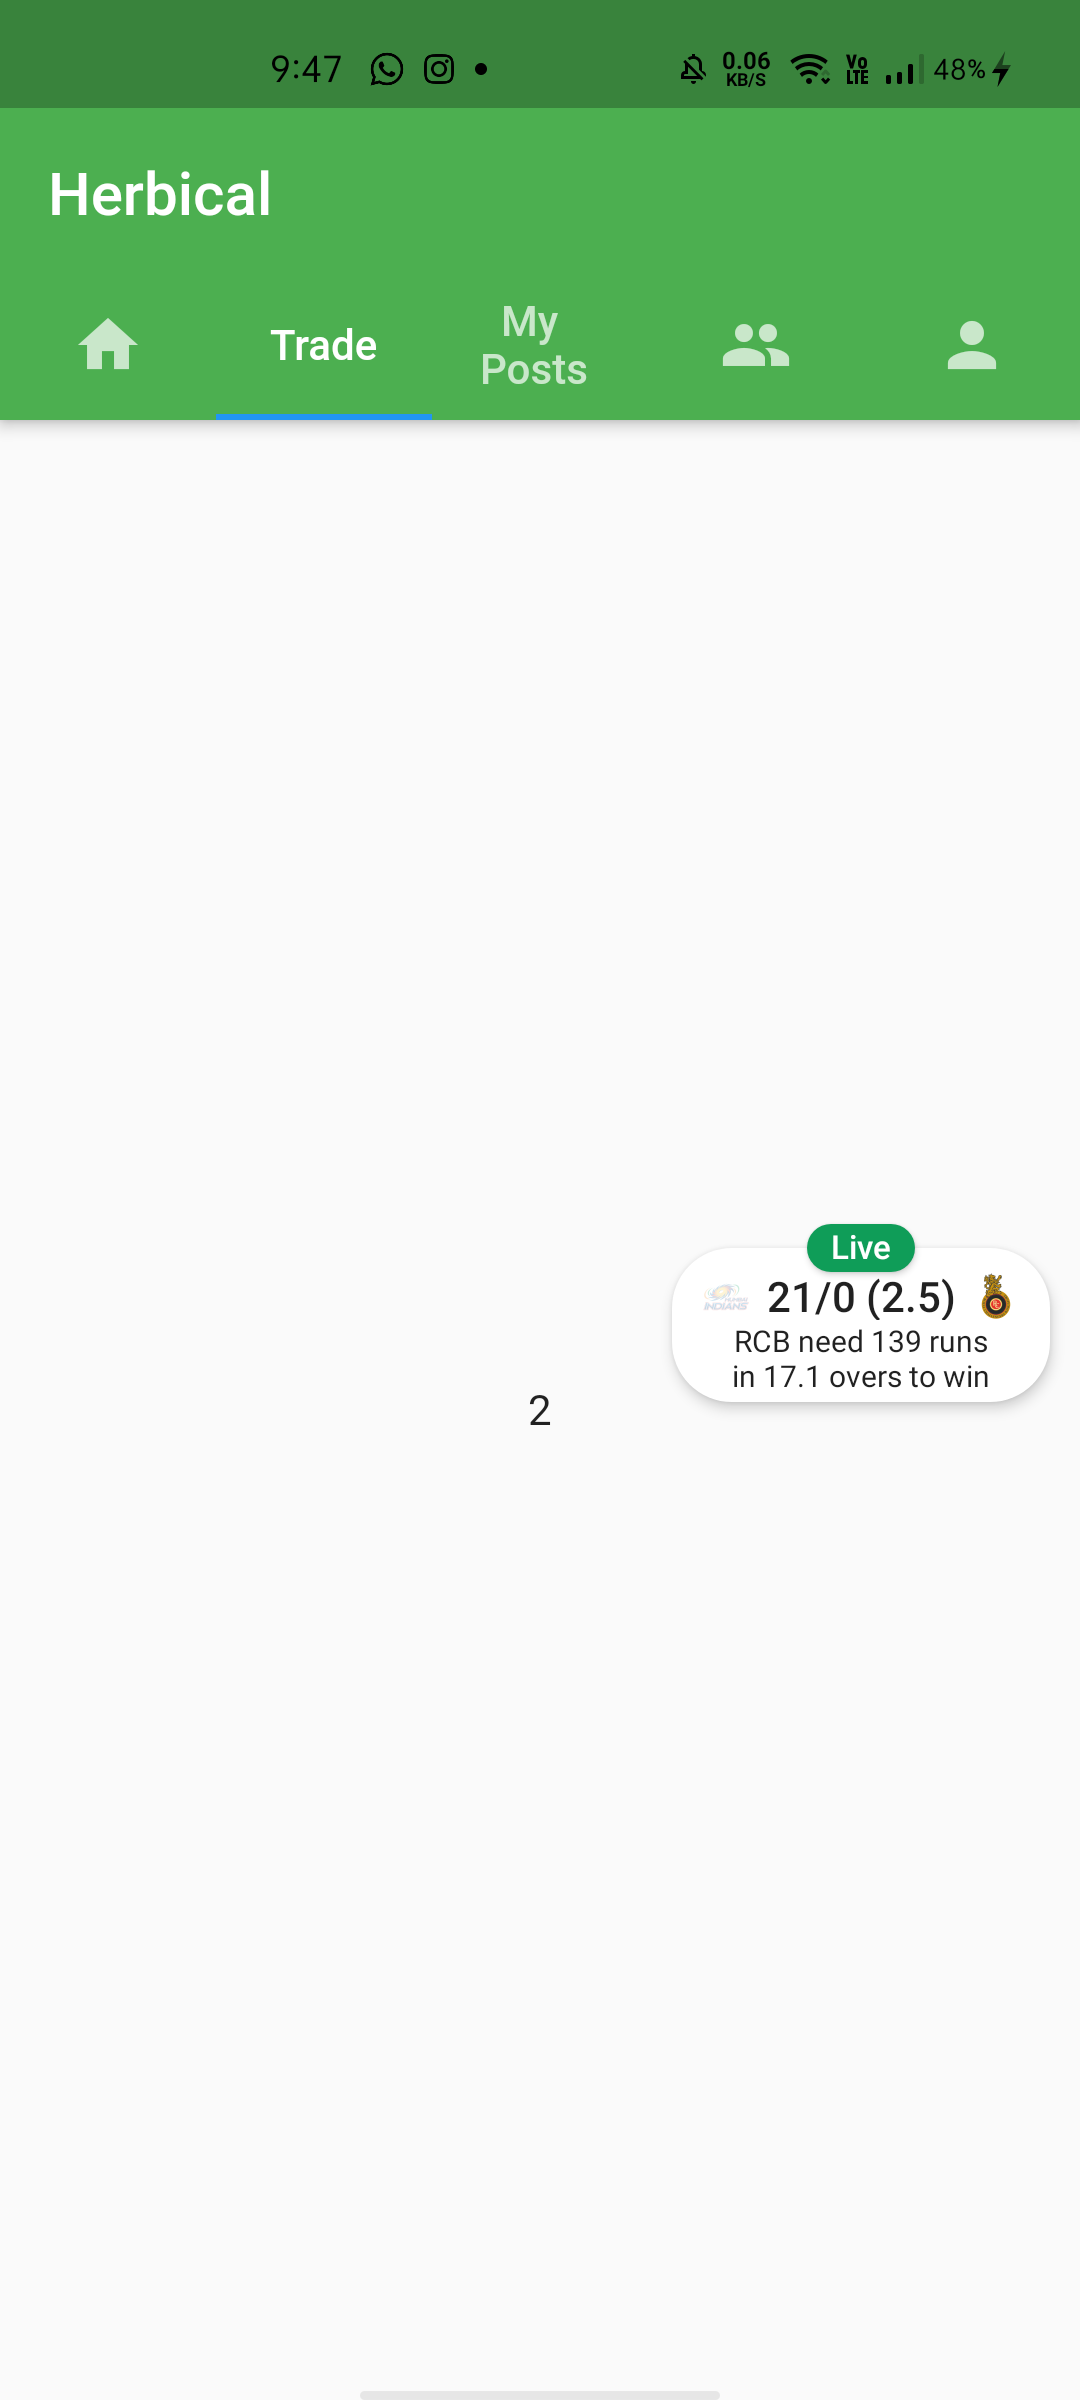 9:47
0.06
KB/S
Vo
LTE
48%
Herbical
Trade
My
Posts
Live
INDIANS
21/0 (2.5)
RCB need 139 runs
in 17.1 overs to win
2